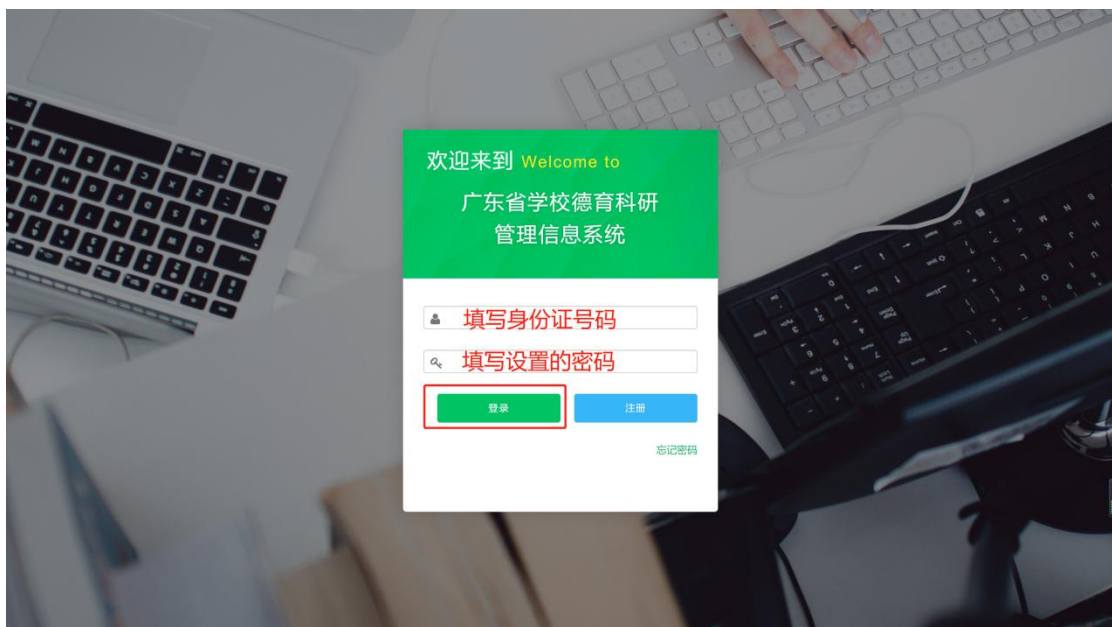 欢迎来到 Welcome to
广东省学校德育科研
管理信息系统
填写身份证号码
填写设置的密码
登录 注册
忘记密码